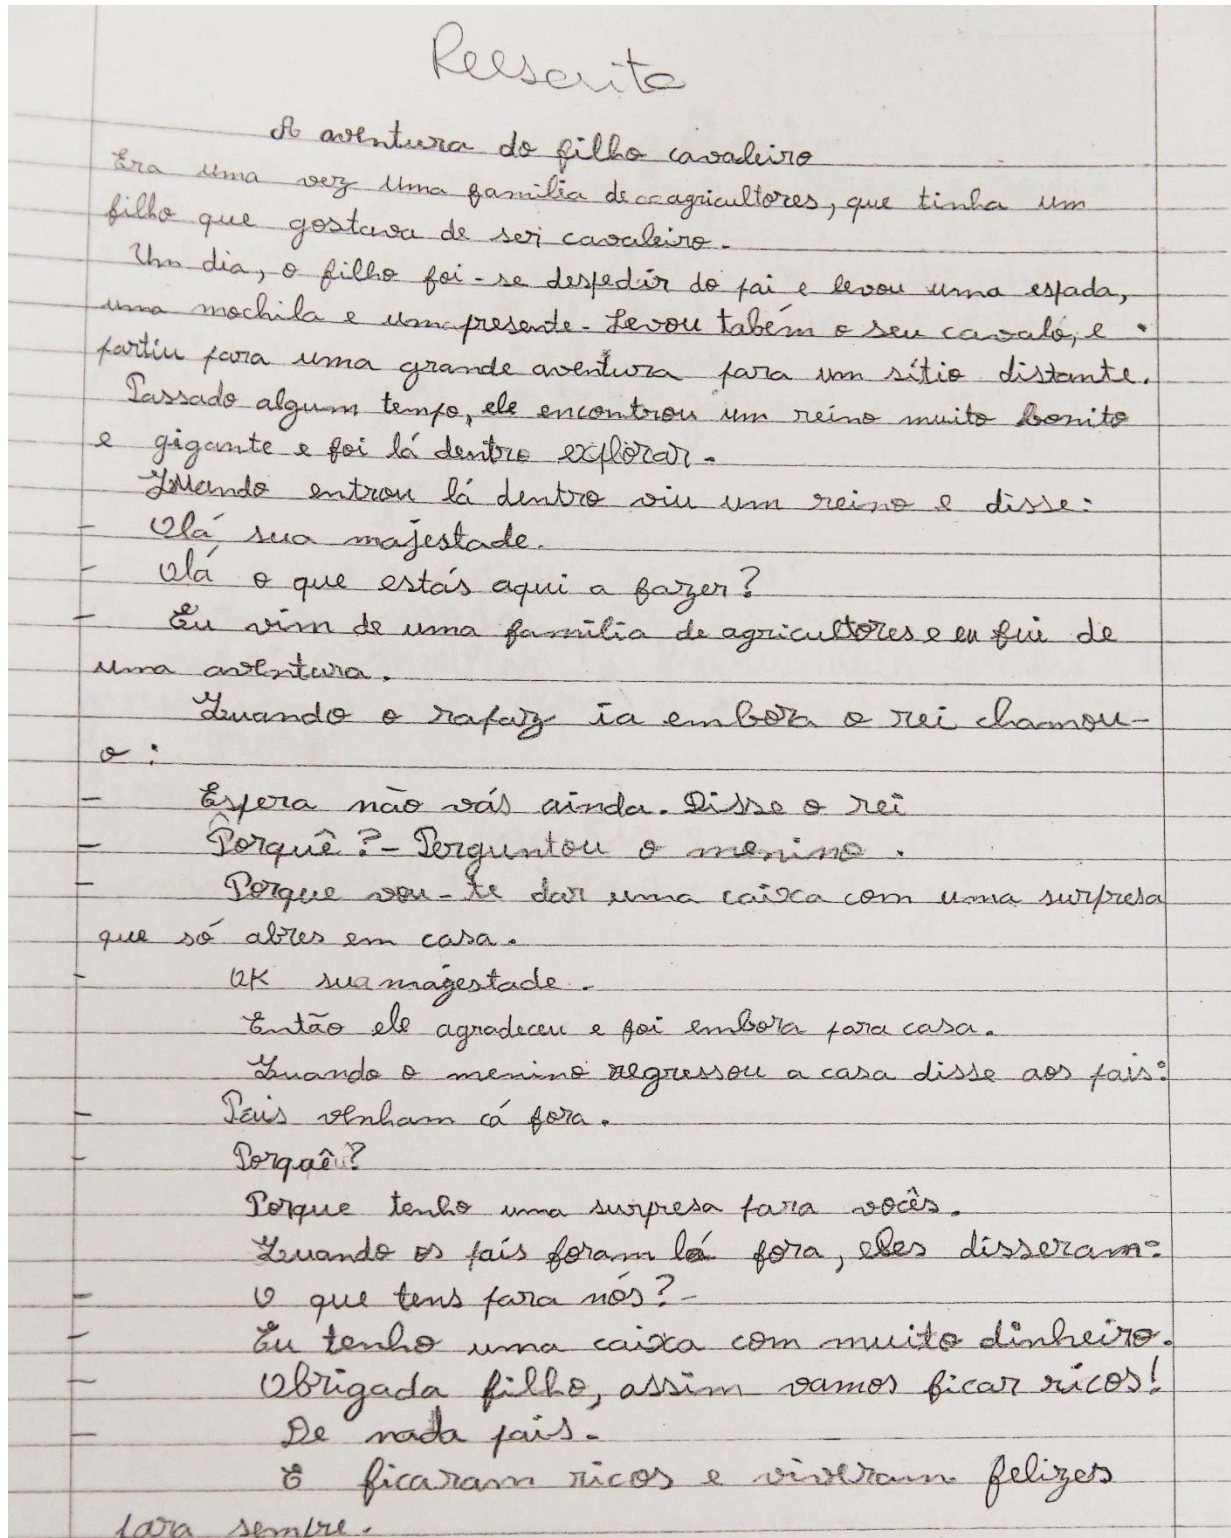 Reescrita
A aventura do filho cavaleiro
Era uma vez uma família de agricultores, que tinha um
filho que gostava de ser cavaleiro.
Um dia, o filho foi-se despedir do pai e levou uma espada,
uma mochila e um presente. Levou tabém o seu cavalo, e
partiu para uma grande aventura para um sítio distante.
Passado algum tempo, ele encontrou um reino muito bonito
e gigante e foi lá dentro explorar.
Quando entrou lá dentro viu um reino e disse:
- Olá sua majestade.
- Olá o que estás aqui a fazer?
- Eu vim de uma família de agricultores e eu fui de
uma aventura.
Quando o rapaz ia embora o rei chamou-
o:
- Espera não vás ainda. Disse o rei
- Porquê? - Perguntou o menino.
- Porque vou-te dar uma caixa com uma surpresa
que só abres em casa.
- OK sua magestade.
Então ele agradeceu e foi embora para casa.
Quando o menino regressou a casa disse aos pais:
- Pais venham cá fora.
- Porquê?
Porque tenho uma surpresa para vocês.
Quando os pais foram lá fora, eles disseram:
- O que tens para nós? -
- Eu tenho uma caixa com muito dinheiro.
- Obrigada filho, assim vamos ficar ricos!
- De nada pais.
E ficaram ricos e viveram felizes
para sempre.